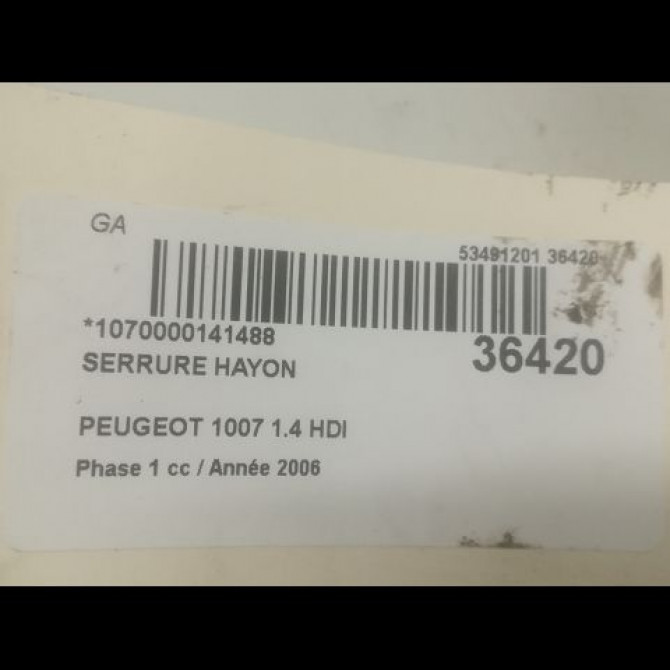 GA
53491201 36420
*1070000141488
36420
SERRURE HAYON
PEUGEOT 1007 1.4 HDI
Phase 1 cc / Année 2006